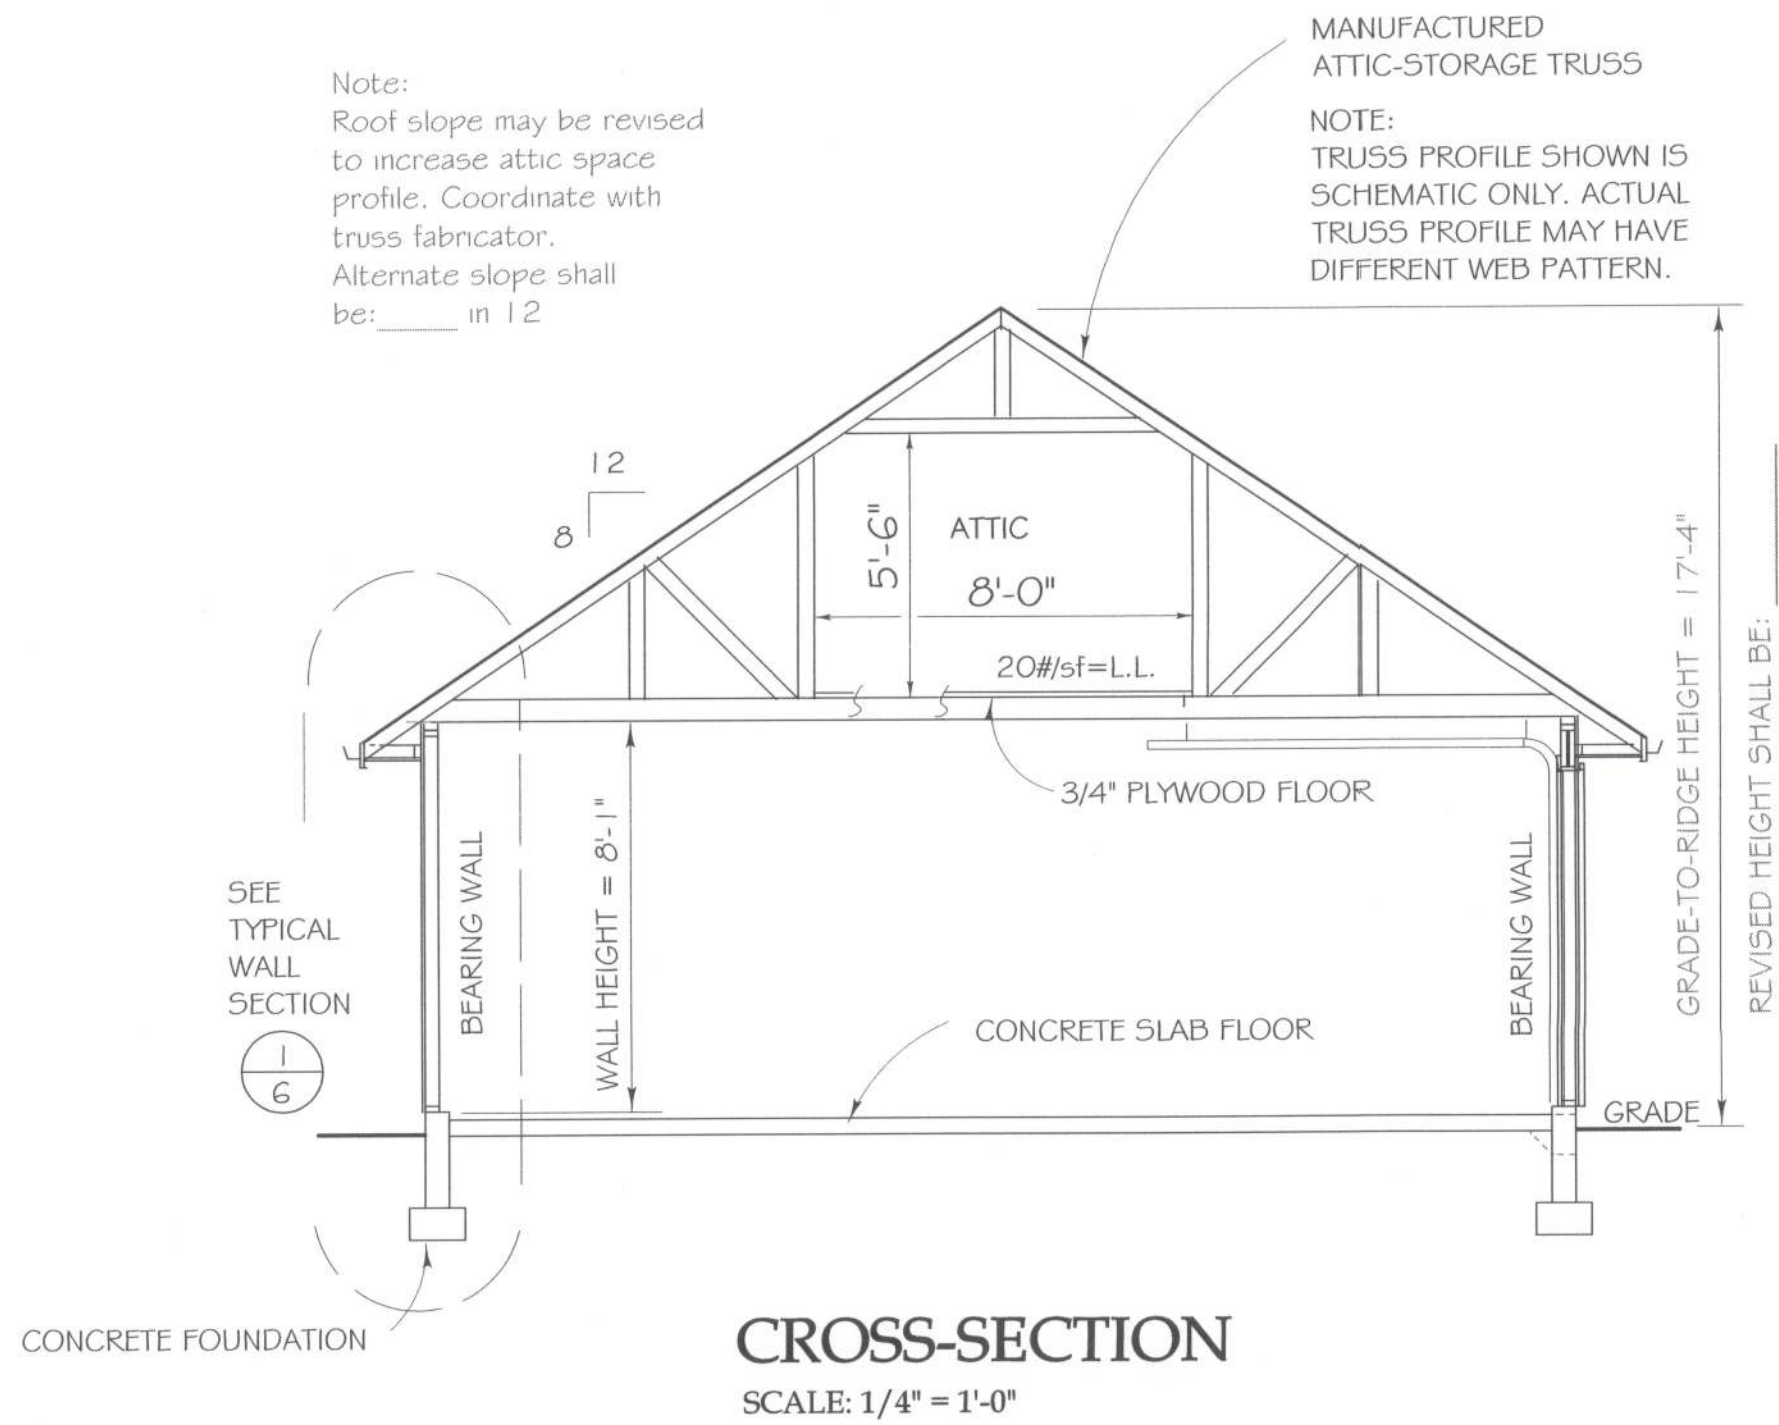 MANUFACTURED
ATTIC-STORAGE TRUSS
NOTE:
TRUSS PROFILE SHOWN IS
SCHEMATIC ONLY. ACTUAL
TRUSS PROFILE MAY HAVE
DIFFERENT WEB PATTERN.
Note:
Roof slope may be revised
to increase attic space
profile. Coordinate with
truss fabricator.
Alternate slope shall
be:_____ in 12
12
8
5'-6"
ATTIC
8'-0"
20#/sf=L.L.
3/4" PLYWOOD FLOOR
GRADE-TO-RIDGE HEIGHT = 17'-4"
REVISED HEIGHT SHALL BE:
SEE
TYPICAL
WALL
SECTION
1
6
BEARING WALL
WALL HEIGHT = 8'-1"
BEARING WALL
CONCRETE SLAB FLOOR
GRADE
CONCRETE FOUNDATION
CROSS-SECTION
SCALE: 1/4" = 1'-0"